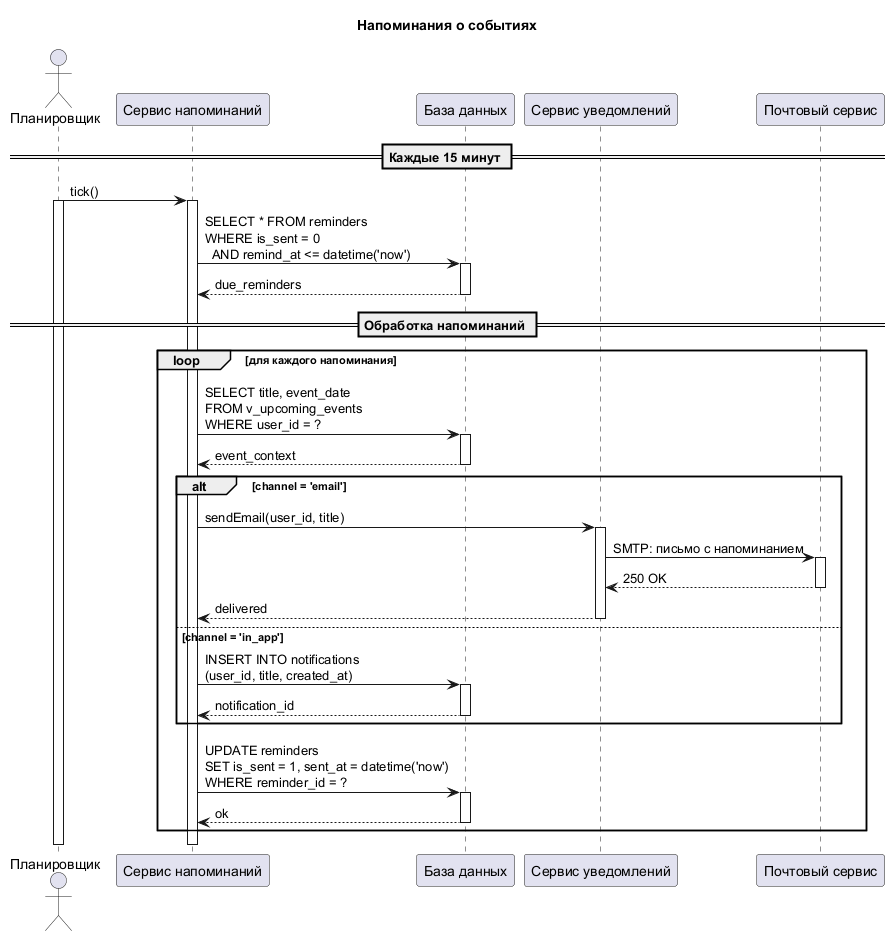 Напоминания о событиях
Планировщик
Сервис напоминаний
База данных
Сервис уведомлений
Почтовый сервис
Каждые 15 минут
tick()
SELECT * FROM reminders
WHERE is_sent = 0
AND remind_at <= datetime('now')
due_reminders
Обработка напоминаний
loop
[для каждого напоминания]
SELECT title, event_date
FROM v_upcoming_events
WHERE user_id = ?
event_context
alt
[channel = 'email']
sendEmail(user_id, title)
SMTP: письмо с напоминанием
250 OK
delivered
[channel = 'in_app']
INSERT INTO notifications
(user_id, title, created_at)
notification_id
UPDATE reminders
SET is_sent = 1, sent_at = datetime('now')
WHERE reminder_id = ?
ok
Планировщик
Сервис напоминаний
База данных
Сервис уведомлений
Почтовый сервис